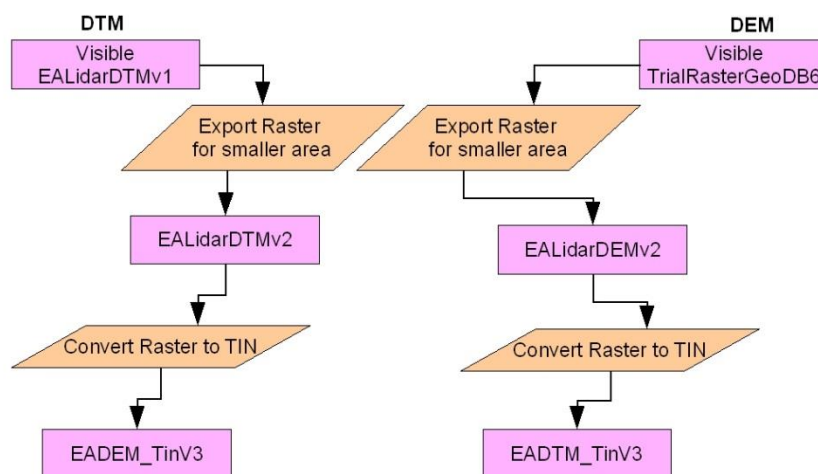 DTM
Visible
EALidarDTMv1
Export Raster
for smaller area
EALidarDTMv2
Convert Raster to TIN
EADEM_TinV3
DEM
Visible
TrialRasterGeoDB6
Export Raster
for smaller area
EALidarDEMv2
Convert Raster to TIN
EADTM_TinV3